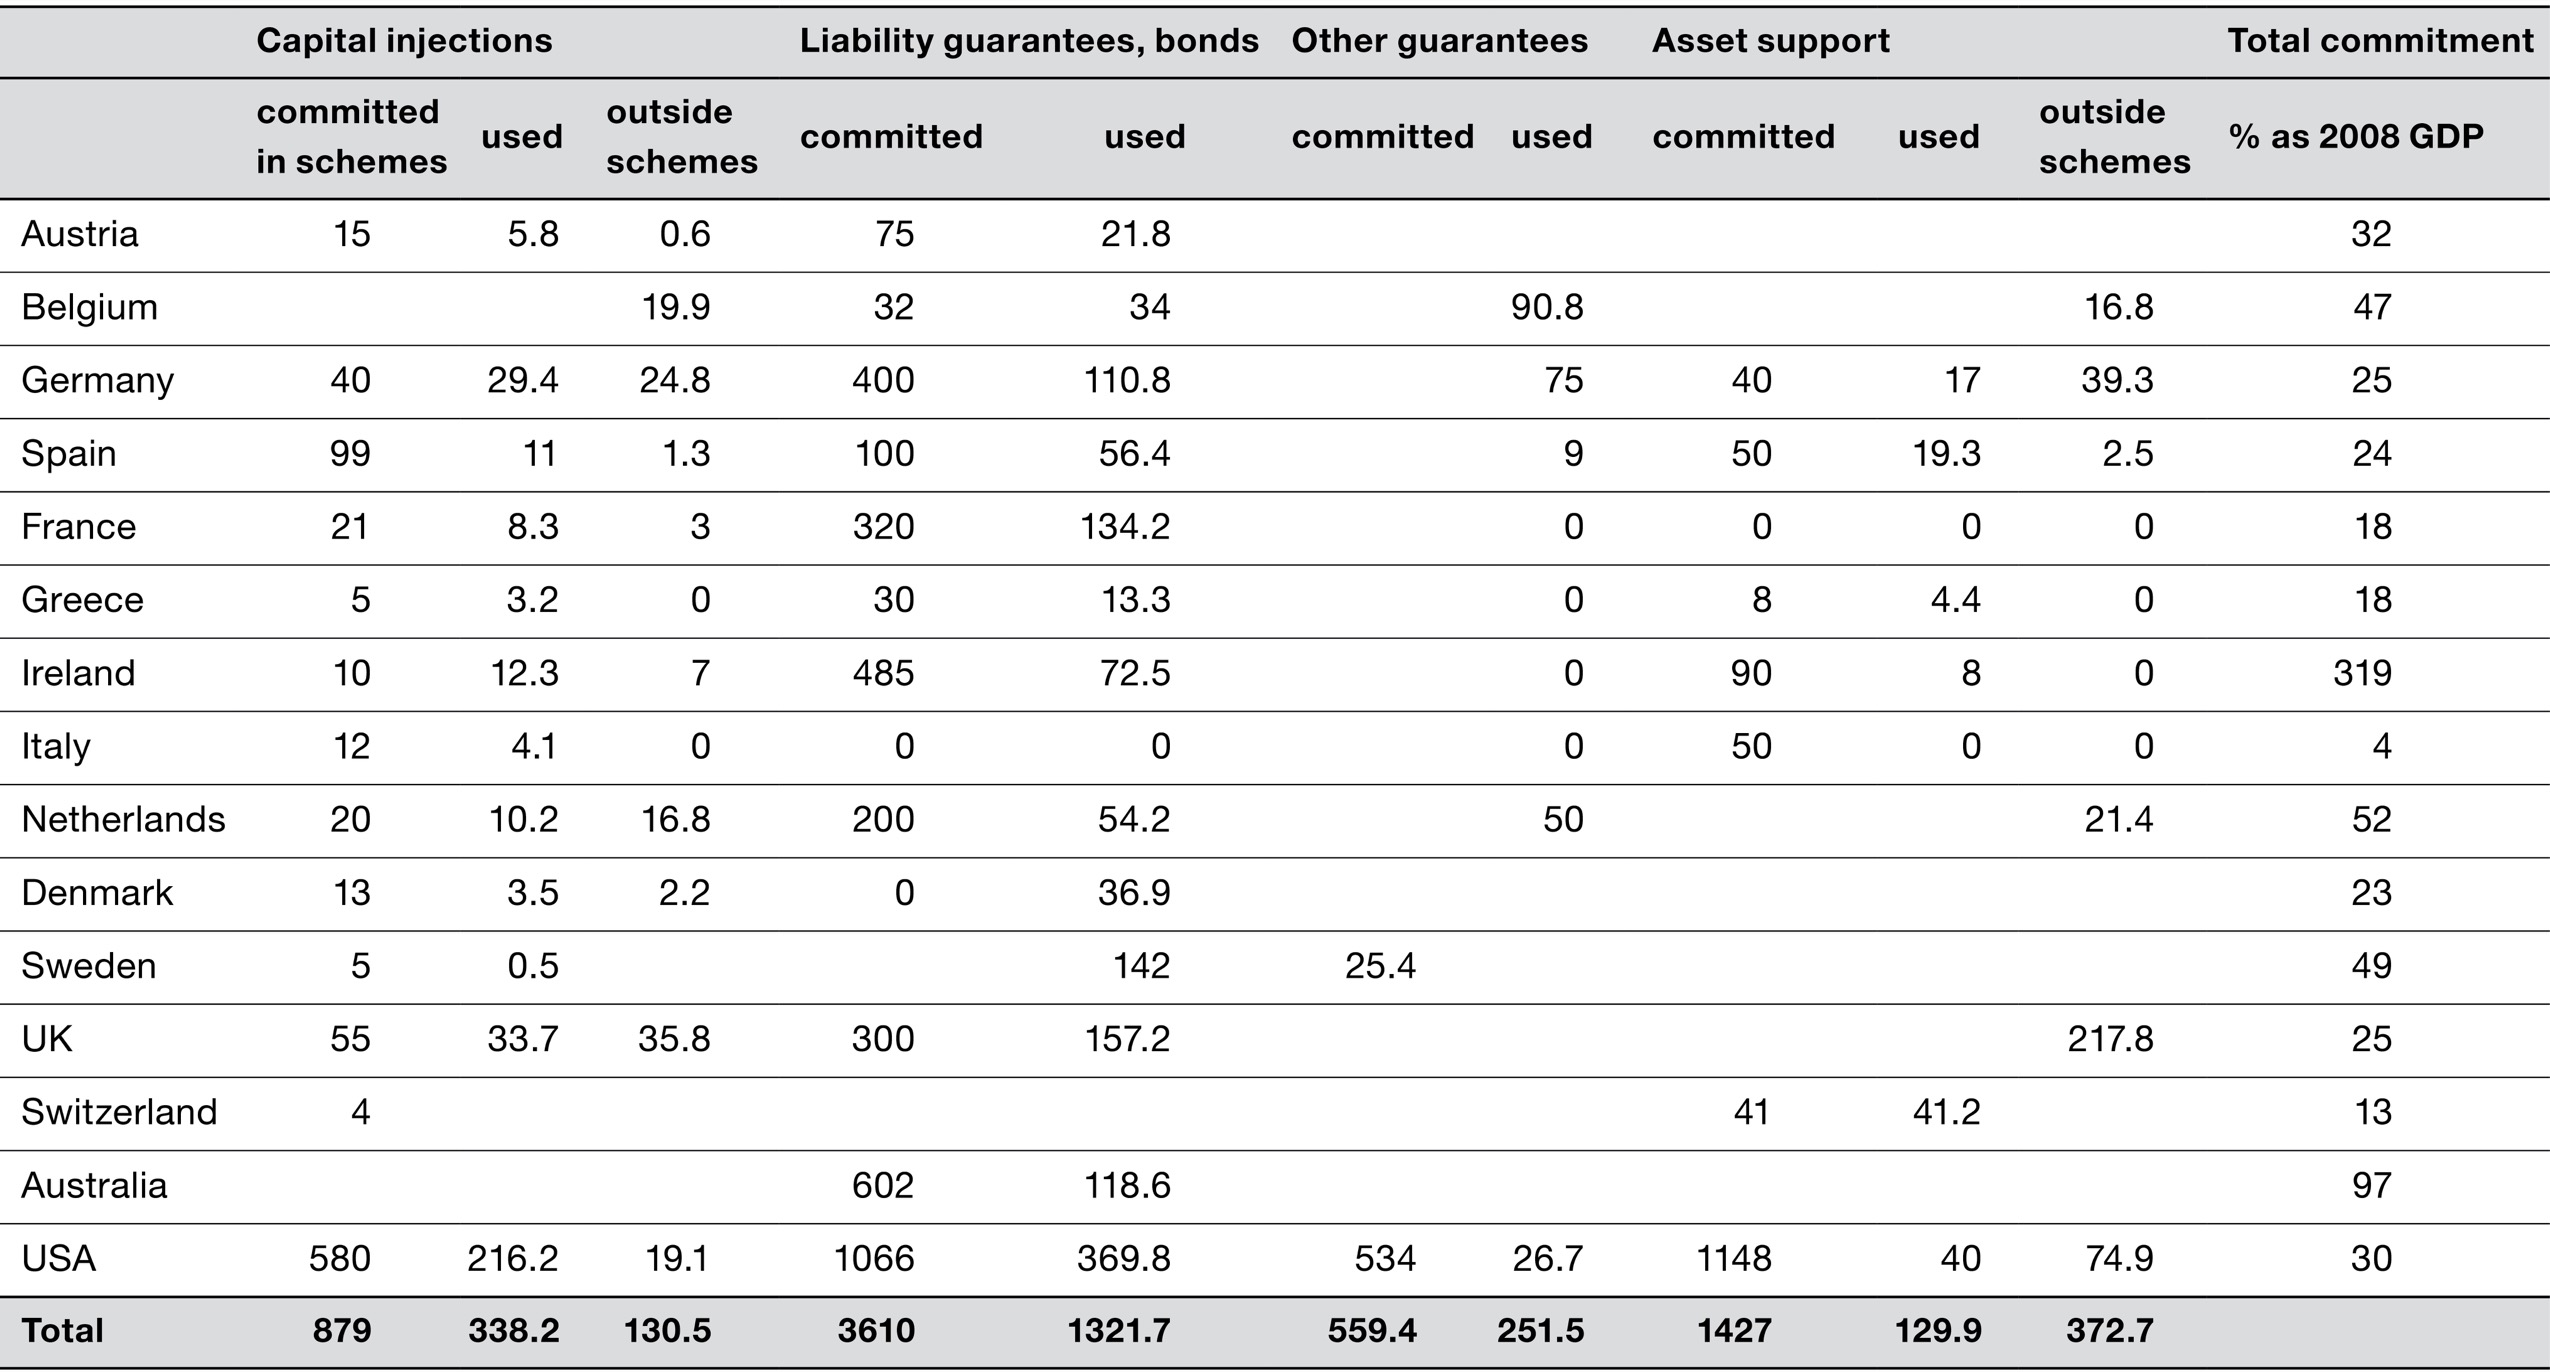 Capital injections Liability guarantees, bonds Other guarantees Asset support Total commitment
committed in schemes used outside schemes committed used committed used committed used outside schemes % as 2008 GDP
Austria 15 5.8 0.6 75 21.8 32
Belgium 19.9 32 34 90.8 16.8 47
Germany 40 29.4 24.8 400 110.8 75 40 17 39.3 25
Spain 99 11 1.3 100 56.4 9 50 19.3 2.5 24
France 21 8.3 3 320 134.2 0 0 0 0 18
Greece 5 3.2 0 30 13.3 0 8 4.4 0 18
Ireland 10 12.3 7 485 72.5 0 90 8 0 319
Italy 12 4.1 0 0 0 0 50 0 0 4
Netherlands 20 10.2 16.8 200 54.2 50 21.4 52
Denmark 13 3.5 2.2 0 36.9 23
Sweden 5 0.5 142 25.4 49
UK 55 33.7 35.8 300 157.2 217.8 25
Switzerland 4 41 41.2 13
Australia 602 118.6 97
USA 580 216.2 19.1 1066 369.8 534 26.7 1148 40 74.9 30
Total 879 338.2 130.5 3610 1321.7 559.4 251.5 1427 129.9 372.7